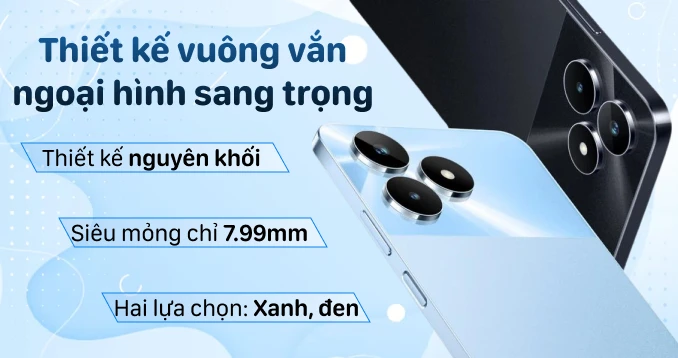 Thiết kế vuông vắn
ngoại hình sang trọng
Thiết kế nguyên khối
Siêu mỏng chỉ 7.99mm
Hai lựa chọn: Xanh, đen